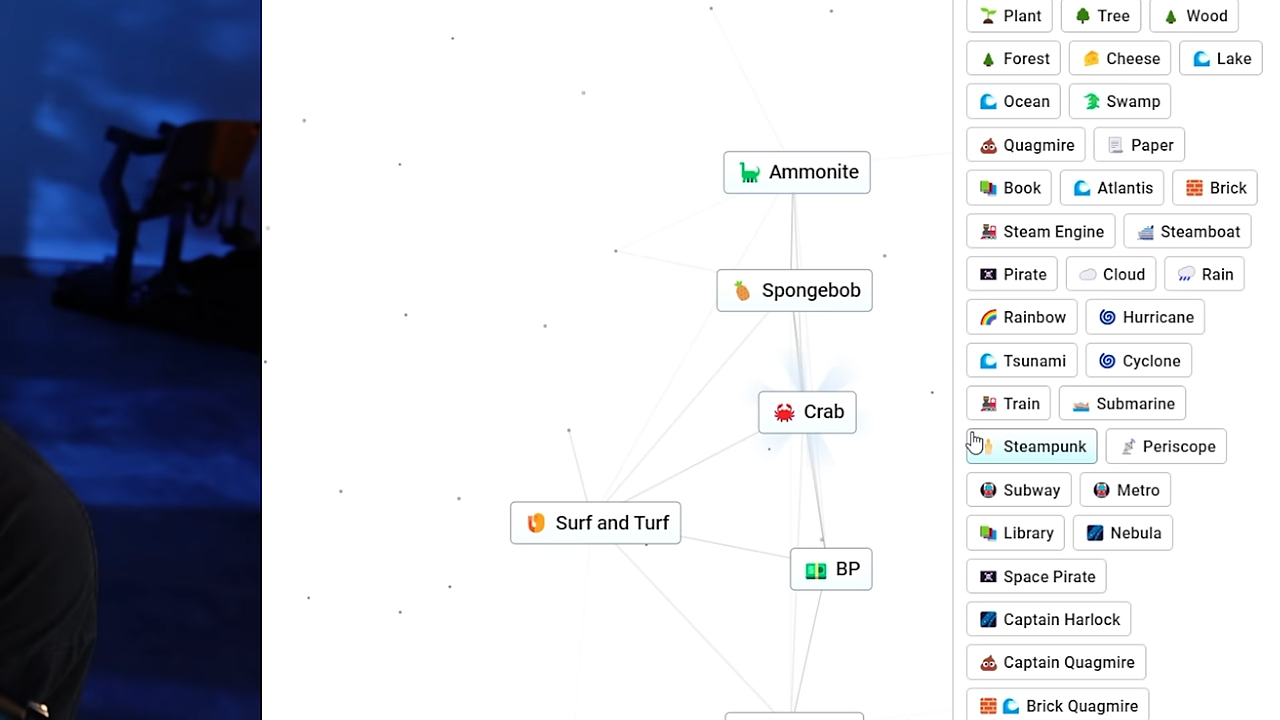 Ammonite
Spongebob
Crab
Surf and Turf
BP
Plant Tree Wood
Forest Cheese Lake
Ocean Swamp
Quagmire Paper
Book Atlantis Brick
Steam Engine Steamboat
Pirate Cloud Rain
Rainbow Hurricane
Tsunami Cyclone
Train Submarine
Steampunk Periscope
Subway Metro
Library Nebula
Space Pirate
Captain Harlock
Captain Quagmire
Brick Quagmire